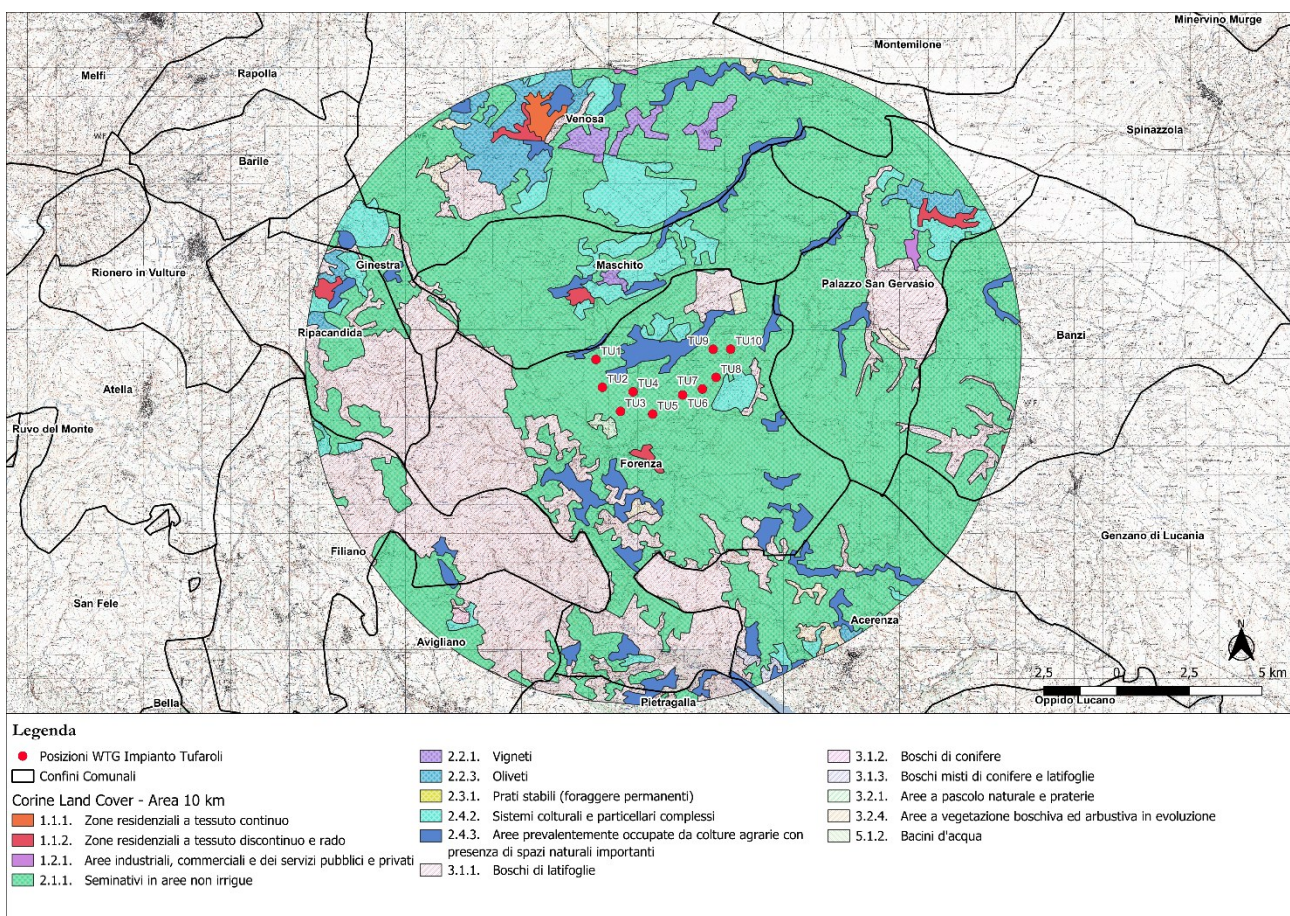 Minervino Murge
Montemilone
Melfi
Rapolla
Venosa
Spinazzola
Barile
Ginestra
Maschito
Rionero in Vulture
Palazzo San Gervasio
Ripacandida
Banzi
TU1
TU9
TU10
TU8
TU2
TU4
TU7
TU6
TU3
TU5
Atella
Ruvo del Monte
Forenza
Genzano di Lucania
Filiano
San Fele
Acerenza
Avigliano
N
2,5 0 2,5 5 km
Bella
Pietragalla
Oppido Lucano
Legenda
Posizioni WTG Impianto Tufaroli
Confini Comunali
Corine Land Cover - Area 10 km
1.1.1. Zone residenziali a tessuto continuo
1.1.2. Zone residenziali a tessuto discontinuo e rado
1.2.1. Aree industriali, commerciali e dei servizi pubblici e privati
2.1.1. Seminativi in aree non irrigue
2.2.1. Vigneti
2.2.3. Oliveti
2.3.1. Prati stabili (foraggere permanenti)
2.4.2. Sistemi colturali e particellari complessi
2.4.3. Aree prevalentemente occupate da colture agrarie con
presenza di spazi naturali importanti
3.1.1. Boschi di latifoglie
3.1.2. Boschi di conifere
3.1.3. Boschi misti di conifere e latifoglie
3.2.1. Aree a pascolo naturale e praterie
3.2.4. Aree a vegetazione boschiva ed arbustiva in evoluzione
5.1.2. Bacini d'acqua